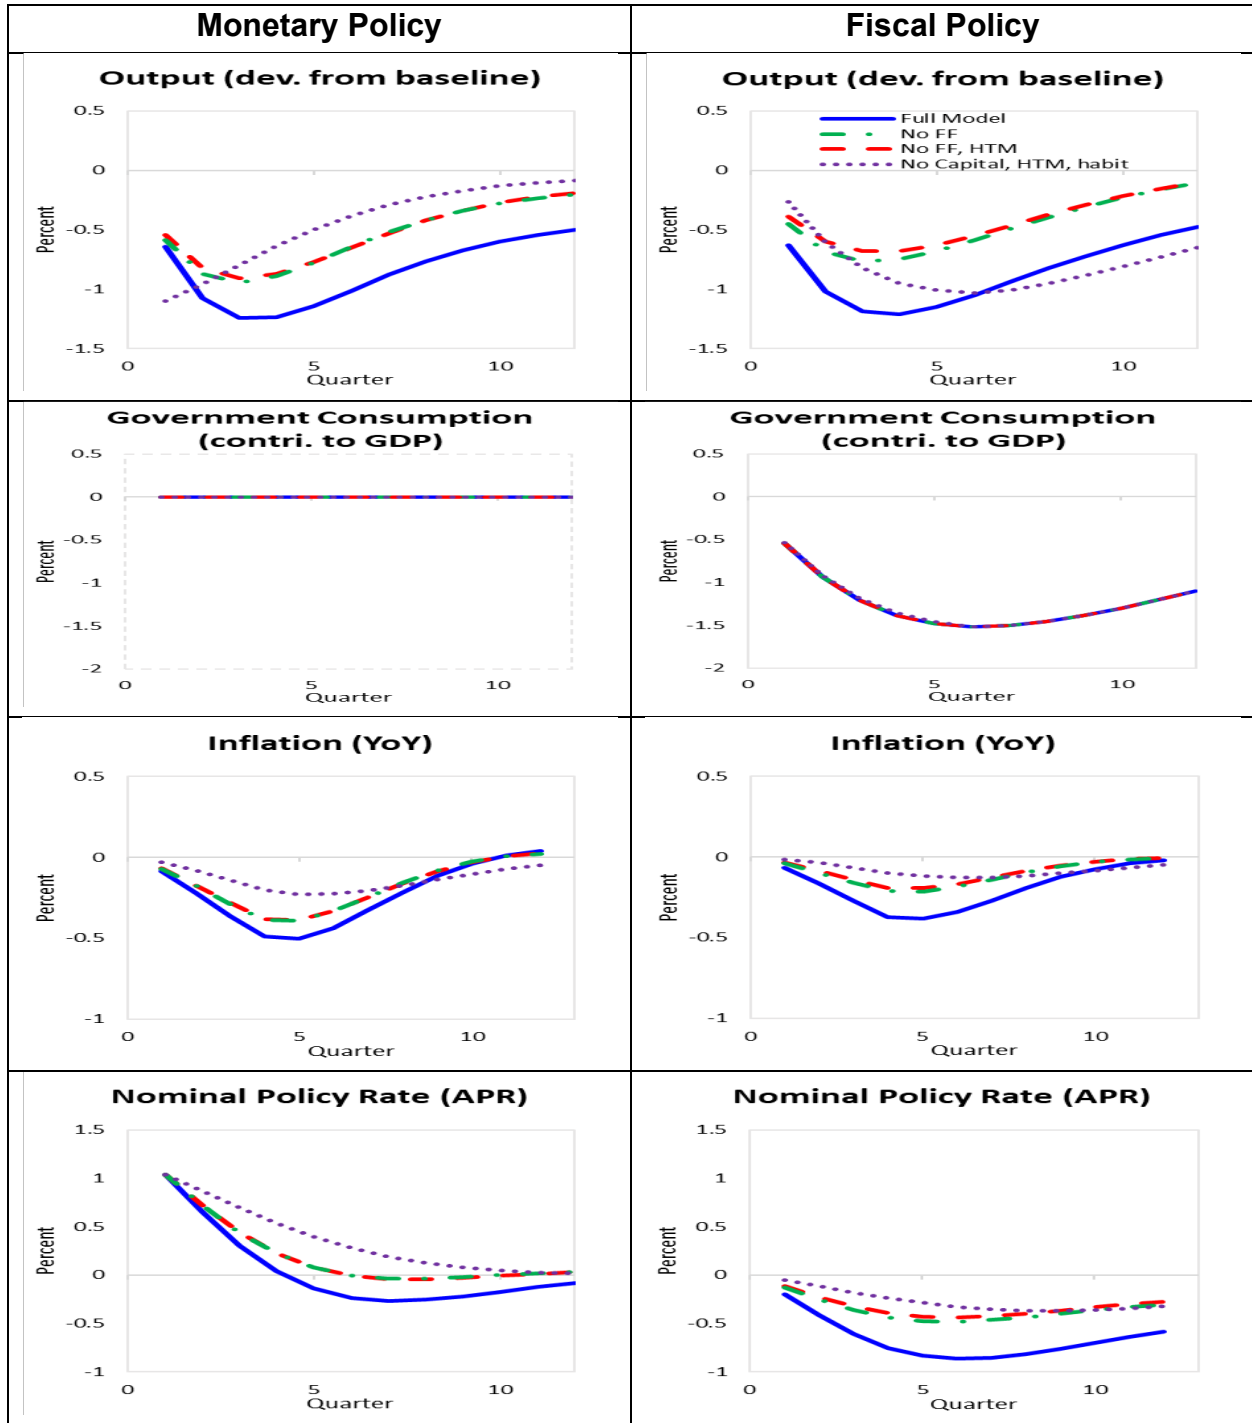 Monetary Policy
Fiscal Policy
Output (dev. from baseline)
0.5
0
-0.5
-1
-1.5
Percent
0
5
10
Quarter
Output (dev. from baseline)
0.5
0
-0.5
-1
-1.5
Percent
Full Model
No FF
No FF, HTM
No Capital, HTM, habit
0
5
10
Quarter
Government Consumption
(contri. to GDP)
0.5
0
-0.5
-1
-1.5
-2
Percent
0
5
10
Quarter
Government Consumption
(contri. to GDP)
0.5
0
-0.5
-1
-1.5
-2
Percent
0
5
10
Quarter
Inflation (YoY)
0.5
0
-0.5
-1
Percent
0
5
10
Quarter
Inflation (YoY)
0.5
0
-0.5
-1
Percent
0
5
10
Quarter
Nominal Policy Rate (APR)
1.5
1
0.5
0
-0.5
-1
Percent
0
5
10
Quarter
Nominal Policy Rate (APR)
1.5
1
0.5
0
-0.5
-1
Percent
0
5
10
Quarter